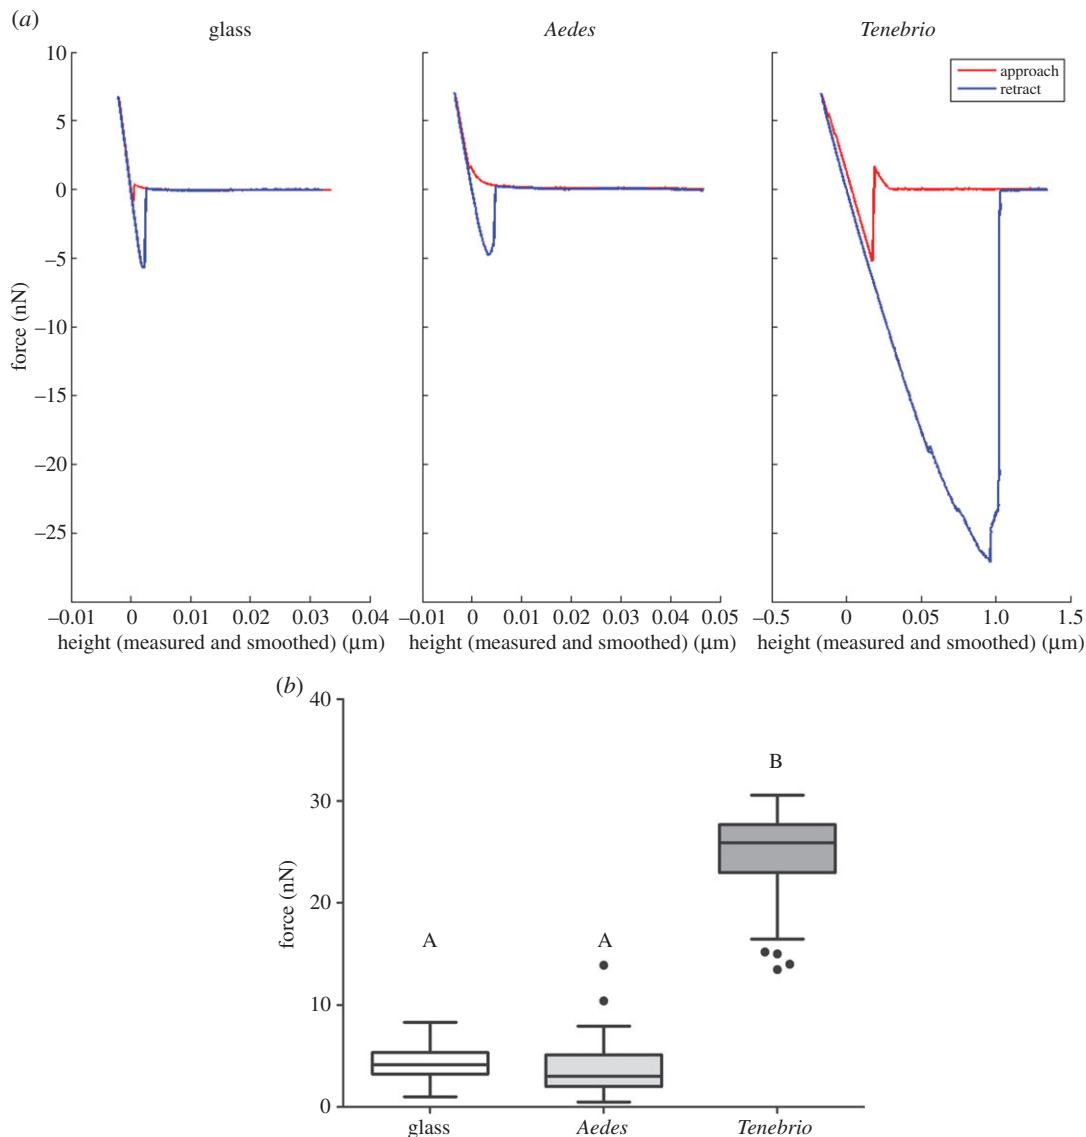 (a)
glass
Aedes
Tenebrio
approach
retract
10
5
0
–5
–10
–15
–20
–25
force (nN)
–0.01 0 0.01 0.02 0.03 0.04
height (measured and smoothed) (µm)
–0.01 0 0.01 0.02 0.03 0.04 0.05
height (measured and smoothed) (µm)
–0.5 0 0.05 1.0 1.5
height (measured and smoothed) (µm)
(b)
40
30
20
10
0
force (nN)
A
A
B
glass
Aedes
Tenebrio